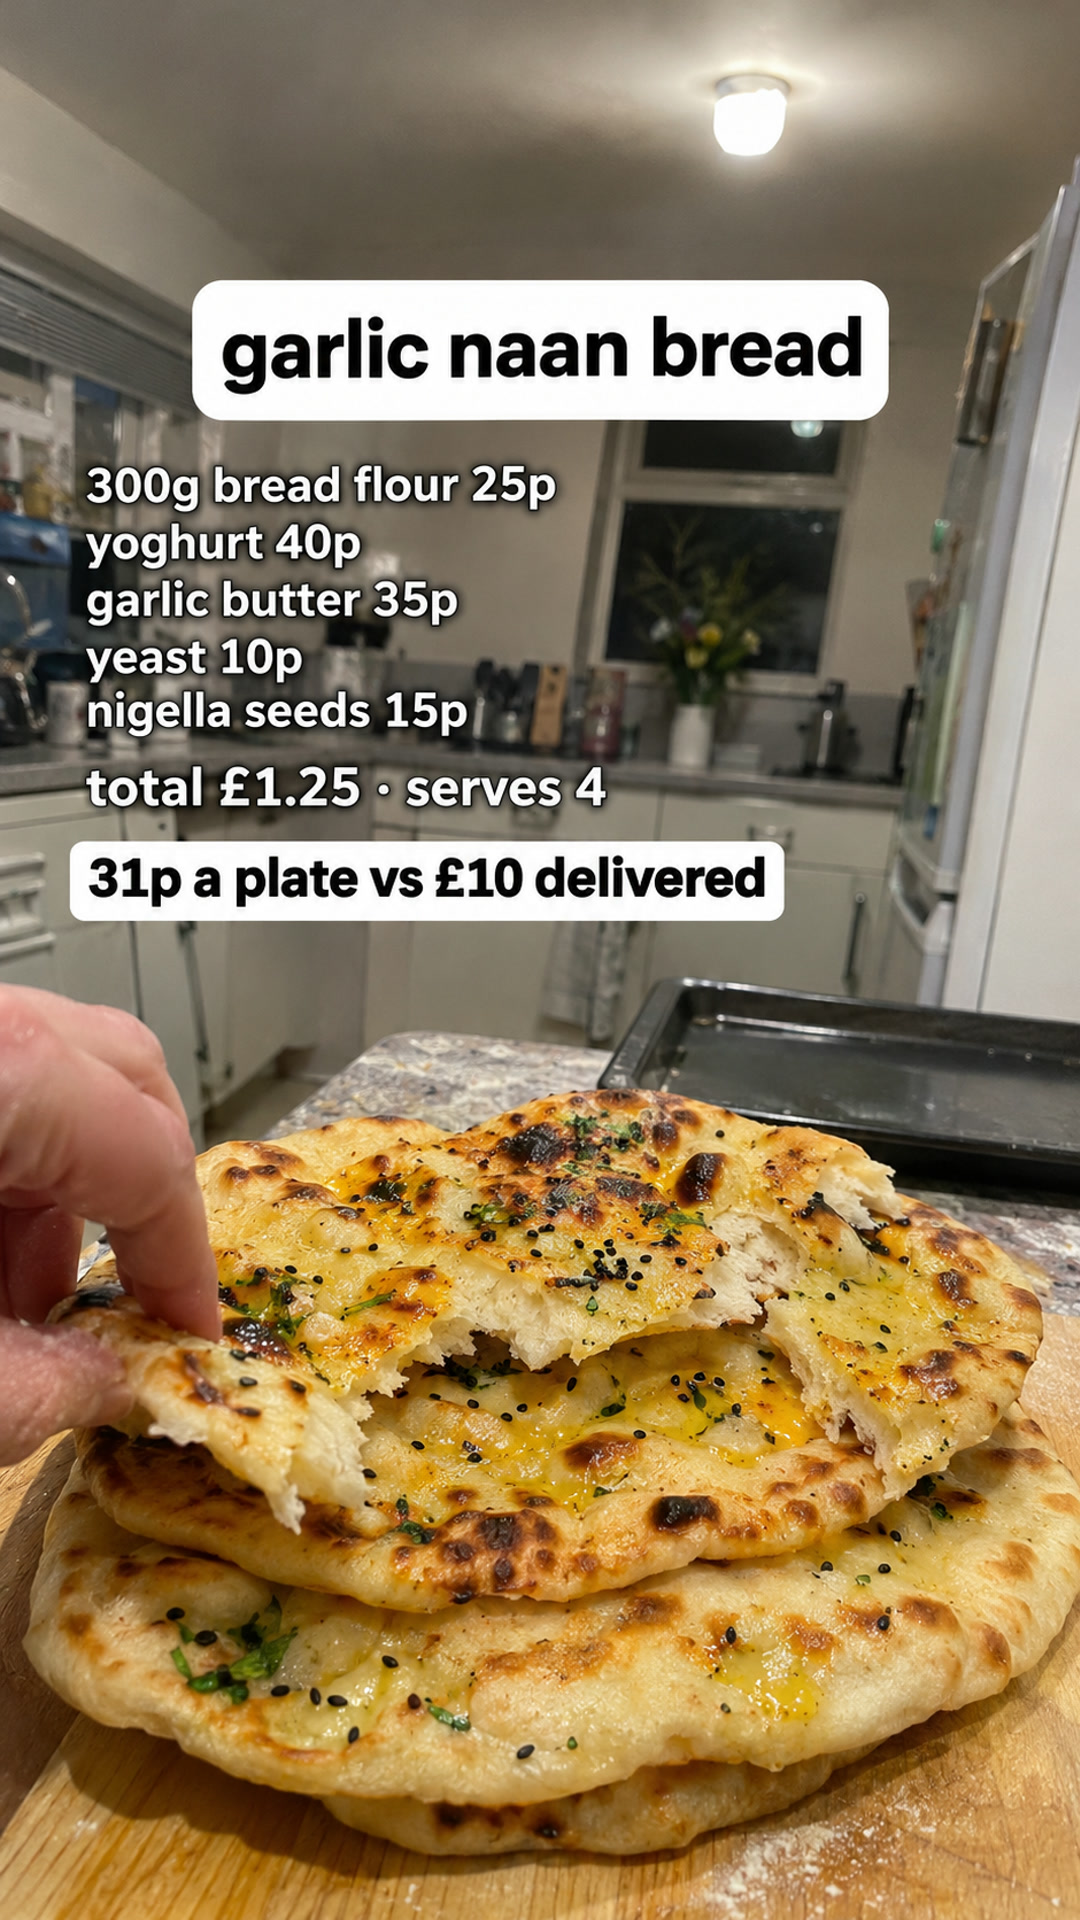 garlic naan bread
300g bread flour 25p
yoghurt 40p
garlic butter 35p
yeast 10p
nigella seeds 15p
total £1.25 · serves 4
31p a plate vs £10 delivered